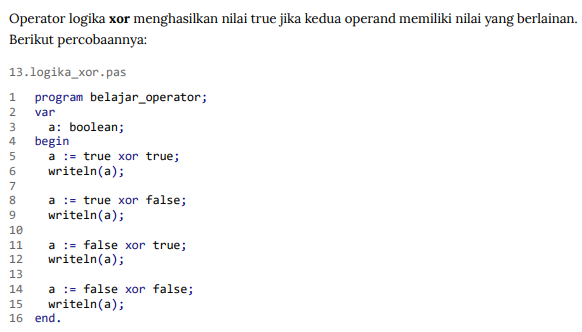 Operator logika xor menghasilkan nilai true jika kedua operand memiliki nilai yang berlainan.
Berikut percobaannya:
13.logika_xor.pas
1 program belajar_operator;
2 var
3   a: boolean;
4 begin
5   a := true xor true;
6   writeln(a);
7
8   a := true xor false;
9   writeln(a);
10
11   a := false xor true;
12   writeln(a);
13
14   a := false xor false;
15   writeln(a);
16 end.